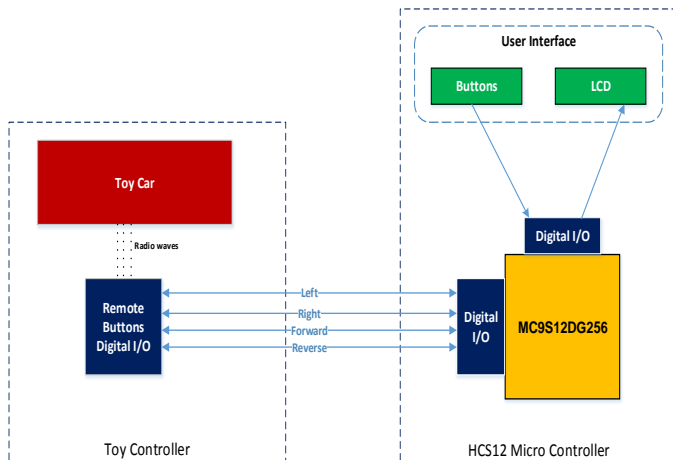 User Interface
Buttons
LCD
Toy Car
Radio waves
Digital I/O
Remote
Buttons
Digital I/O
Left
Right
Forward
Reverse
Digital
I/O
MC9S12DG256
Toy Controller
HCS12 Micro Controller